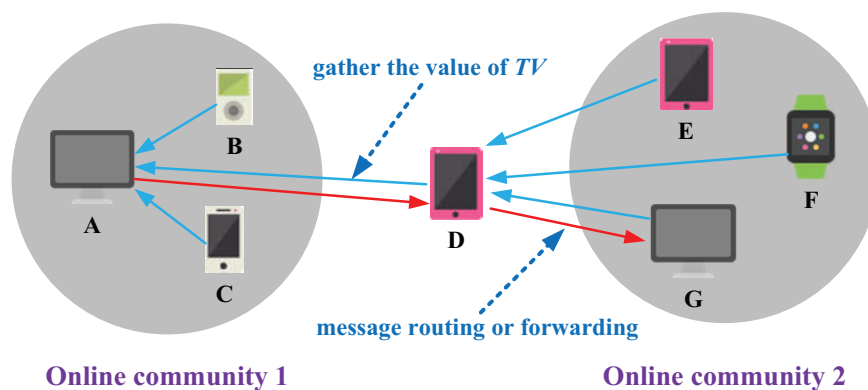 gather the value of TV
B
A
C
D
E
F
G
message routing or forwarding
Online community 1
Online community 2